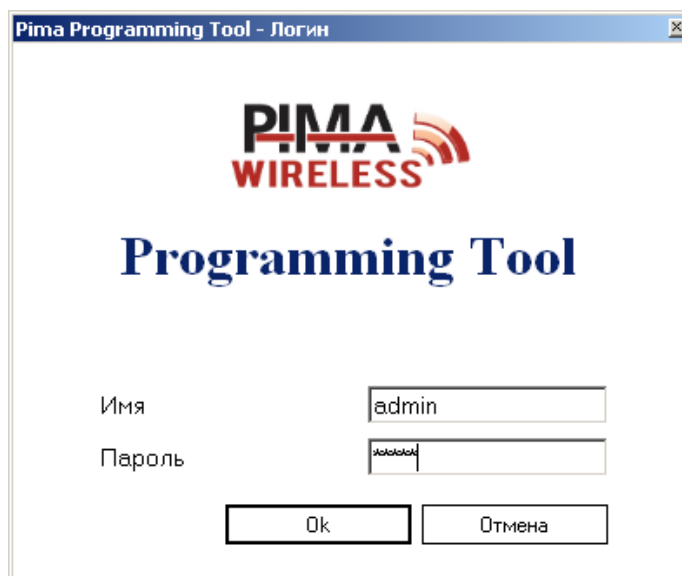 Pima Programming Tool - Логин
PIMA
WIRELESS
Programming Tool
Имя
admin
Пароль
*****
Ok
Отмена